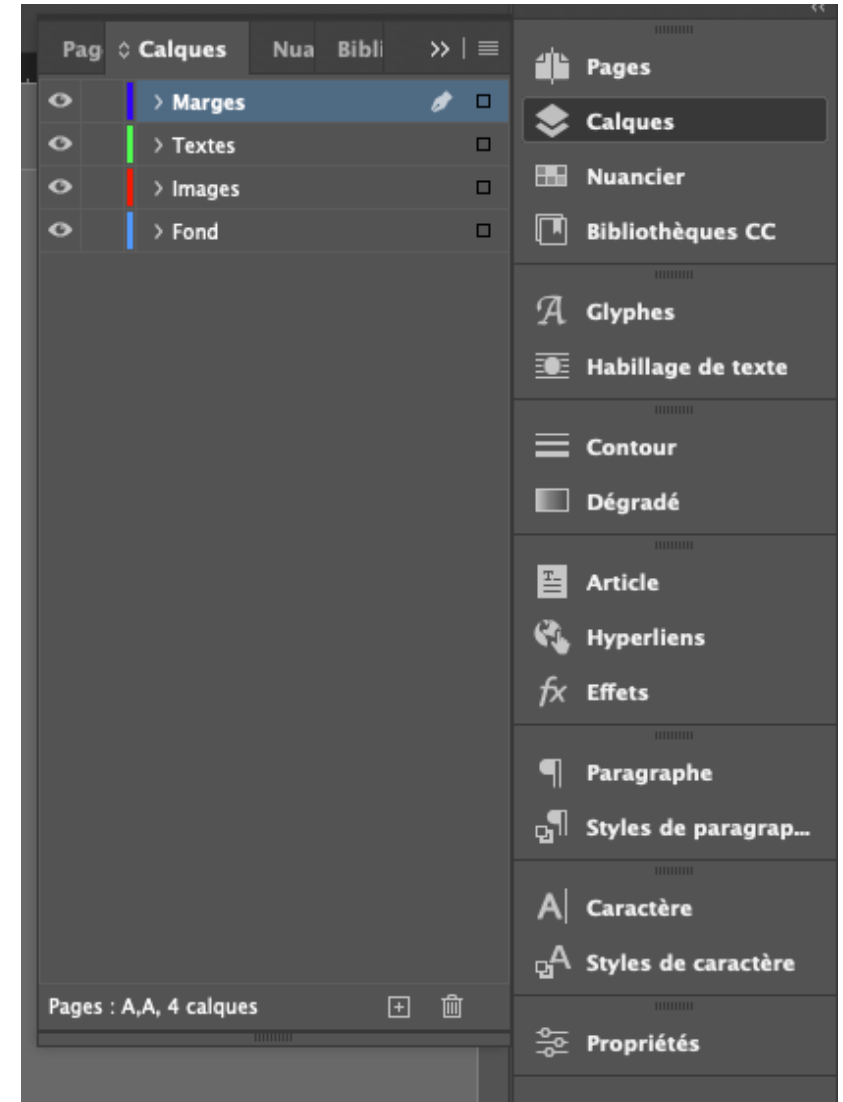 Pag Calques Nua Bibli
Marges
Textes
Images
Fond
Pages : A,A, 4 calques
Pages
Calques
Nuancier
Bibliothèques CC
Glyphes
Habillage de texte
Contour
Dégradé
Article
Hyperliens
fx Effets
Paragraphe
Styles de paragrap...
Caractère
Styles de caractère
Propriétés